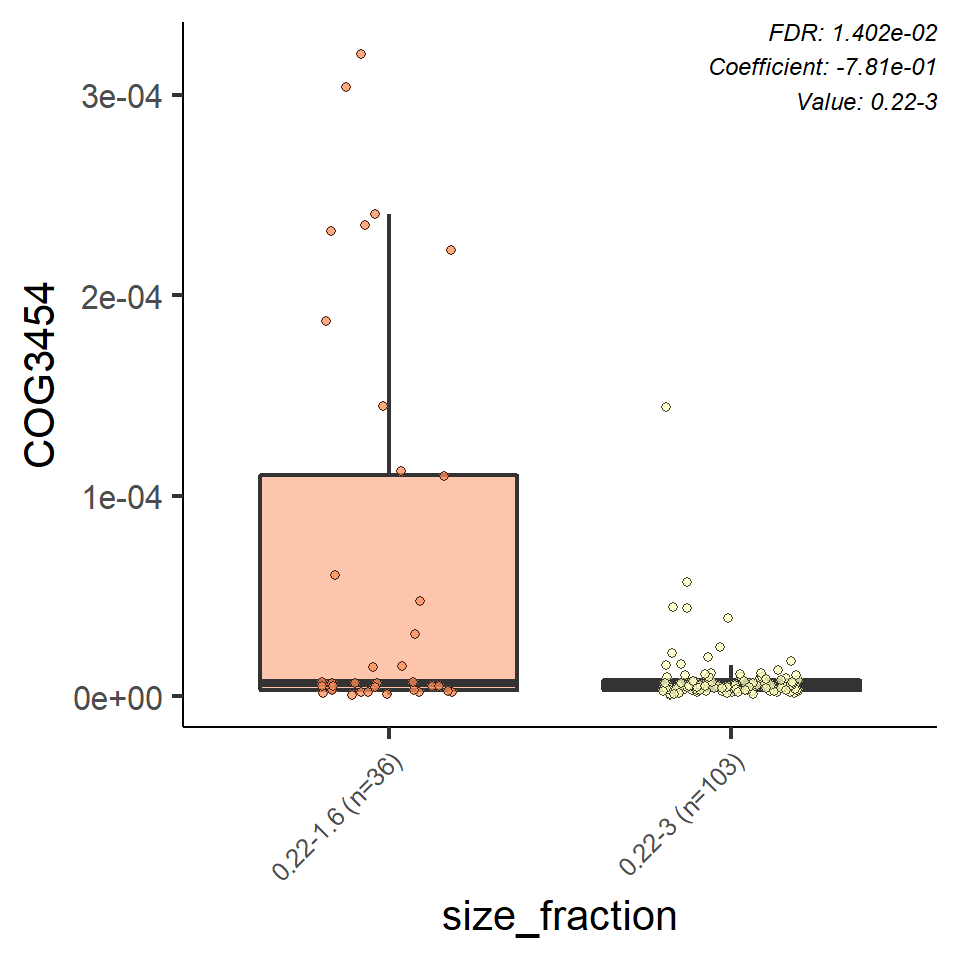 FDR: 1.402e-02
Coefficient: -7.81e-01
Value: 0.22-3
COG3454
3e-04
2e-04
1e-04
0e+00
0.22-1.6 (n=36)
0.22-3 (n=103)
size_fraction